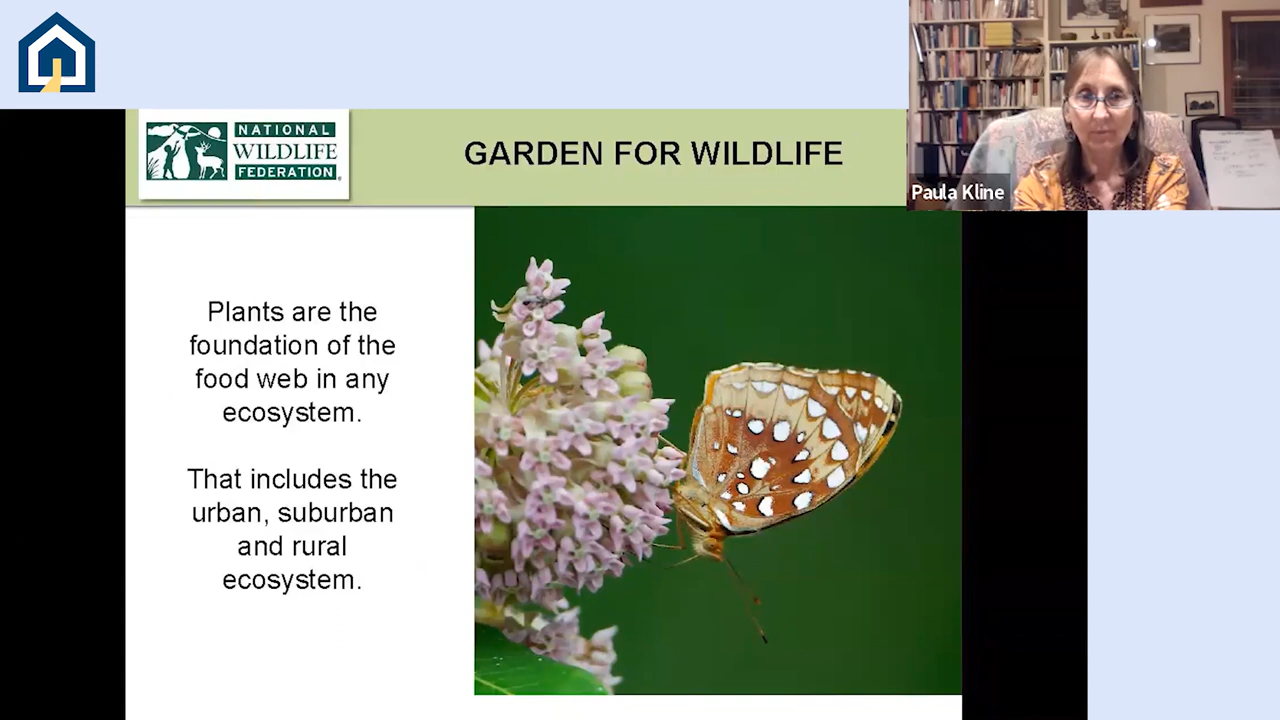 NATIONAL
WILDLIFE
FEDERATION
GARDEN FOR WILDLIFE
Paula Kline
Plants are the
foundation of the
food web in any
ecosystem.
That includes the
urban, suburban
and rural
ecosystem.